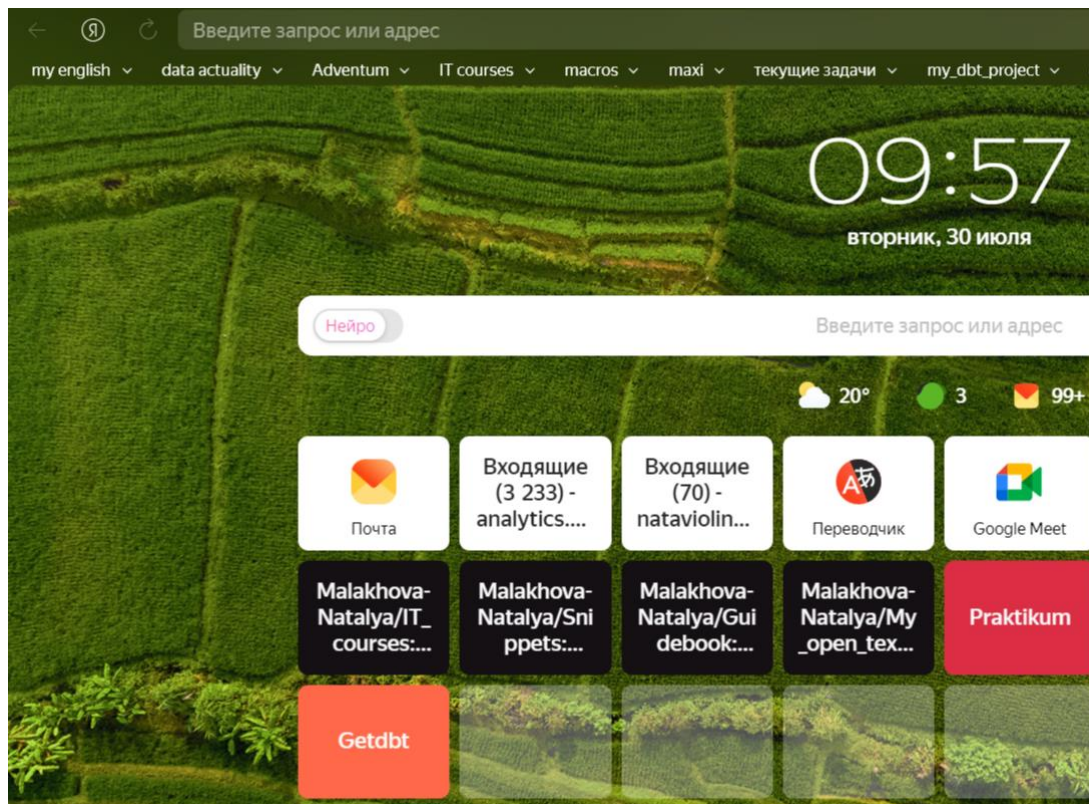 Введите запрос или адрес
my english data actuality Adventum IT courses macros maxi текущие задачи my_dbt_project
09:57
вторник, 30 июля
Нейро Введите запрос или адрес
20° 3 99+
Почта
Входящие
(3 233) -
analytics....
Входящие
(70) -
nataviolin...
Переводчик
Google Meet
Malakhova-
Natalya/IT_
courses:...
Malakhova-
Natalya/Sni
ppets:...
Malakhova-
Natalya/Gui
debook:...
Malakhova-
Natalya/My
_open_tex...
Praktikum
Getdbt